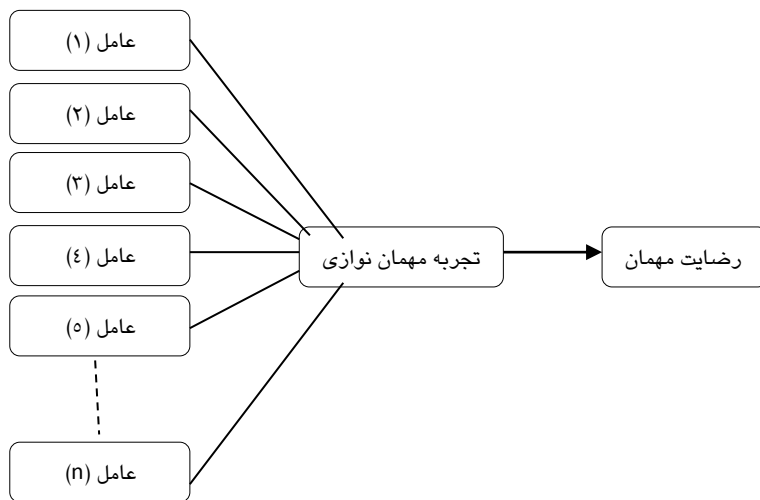 عامل (۱)
عامل (۲)
عامل (۳)
عامل (٤)
عامل (٥)
عامل (n)
تجربه مهمان نوازی
رضایت مهمان